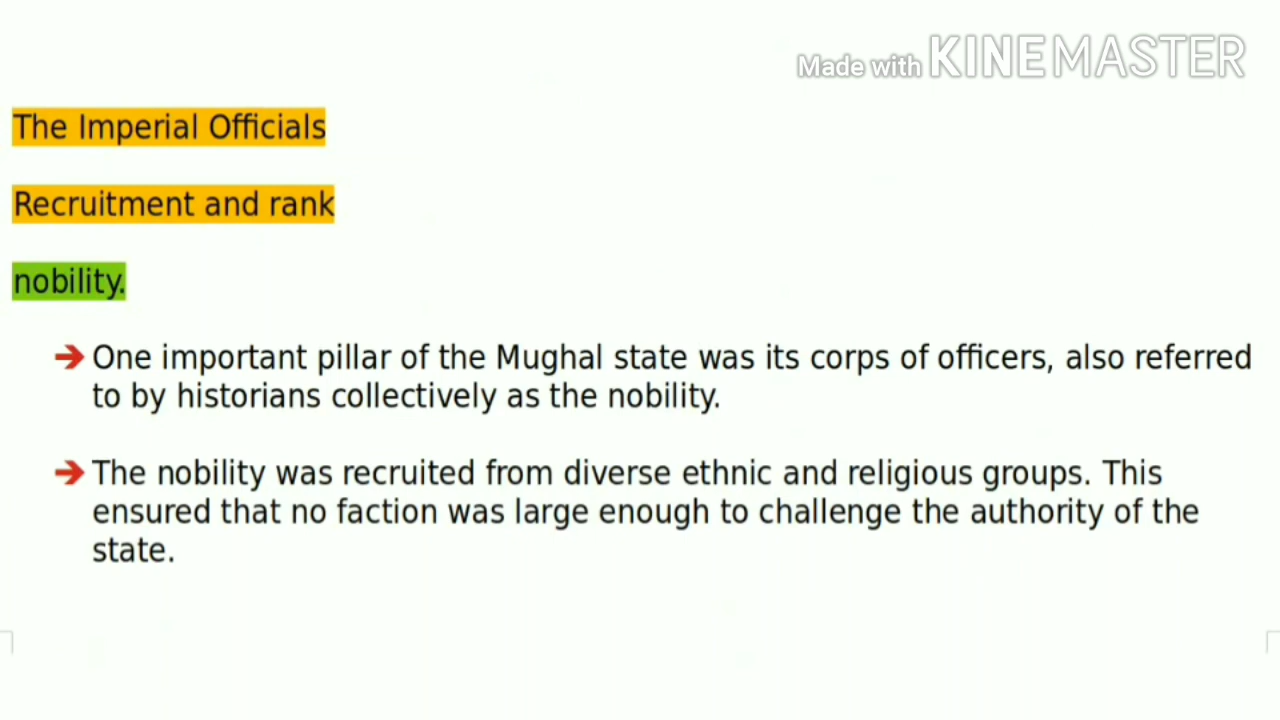 Made with KINEMASTER
The Imperial Officials
Recruitment and rank
nobility.
➔ One important pillar of the Mughal state was its corps of officers, also referred
to by historians collectively as the nobility.
➔ The nobility was recruited from diverse ethnic and religious groups. This
ensured that no faction was large enough to challenge the authority of the
state.